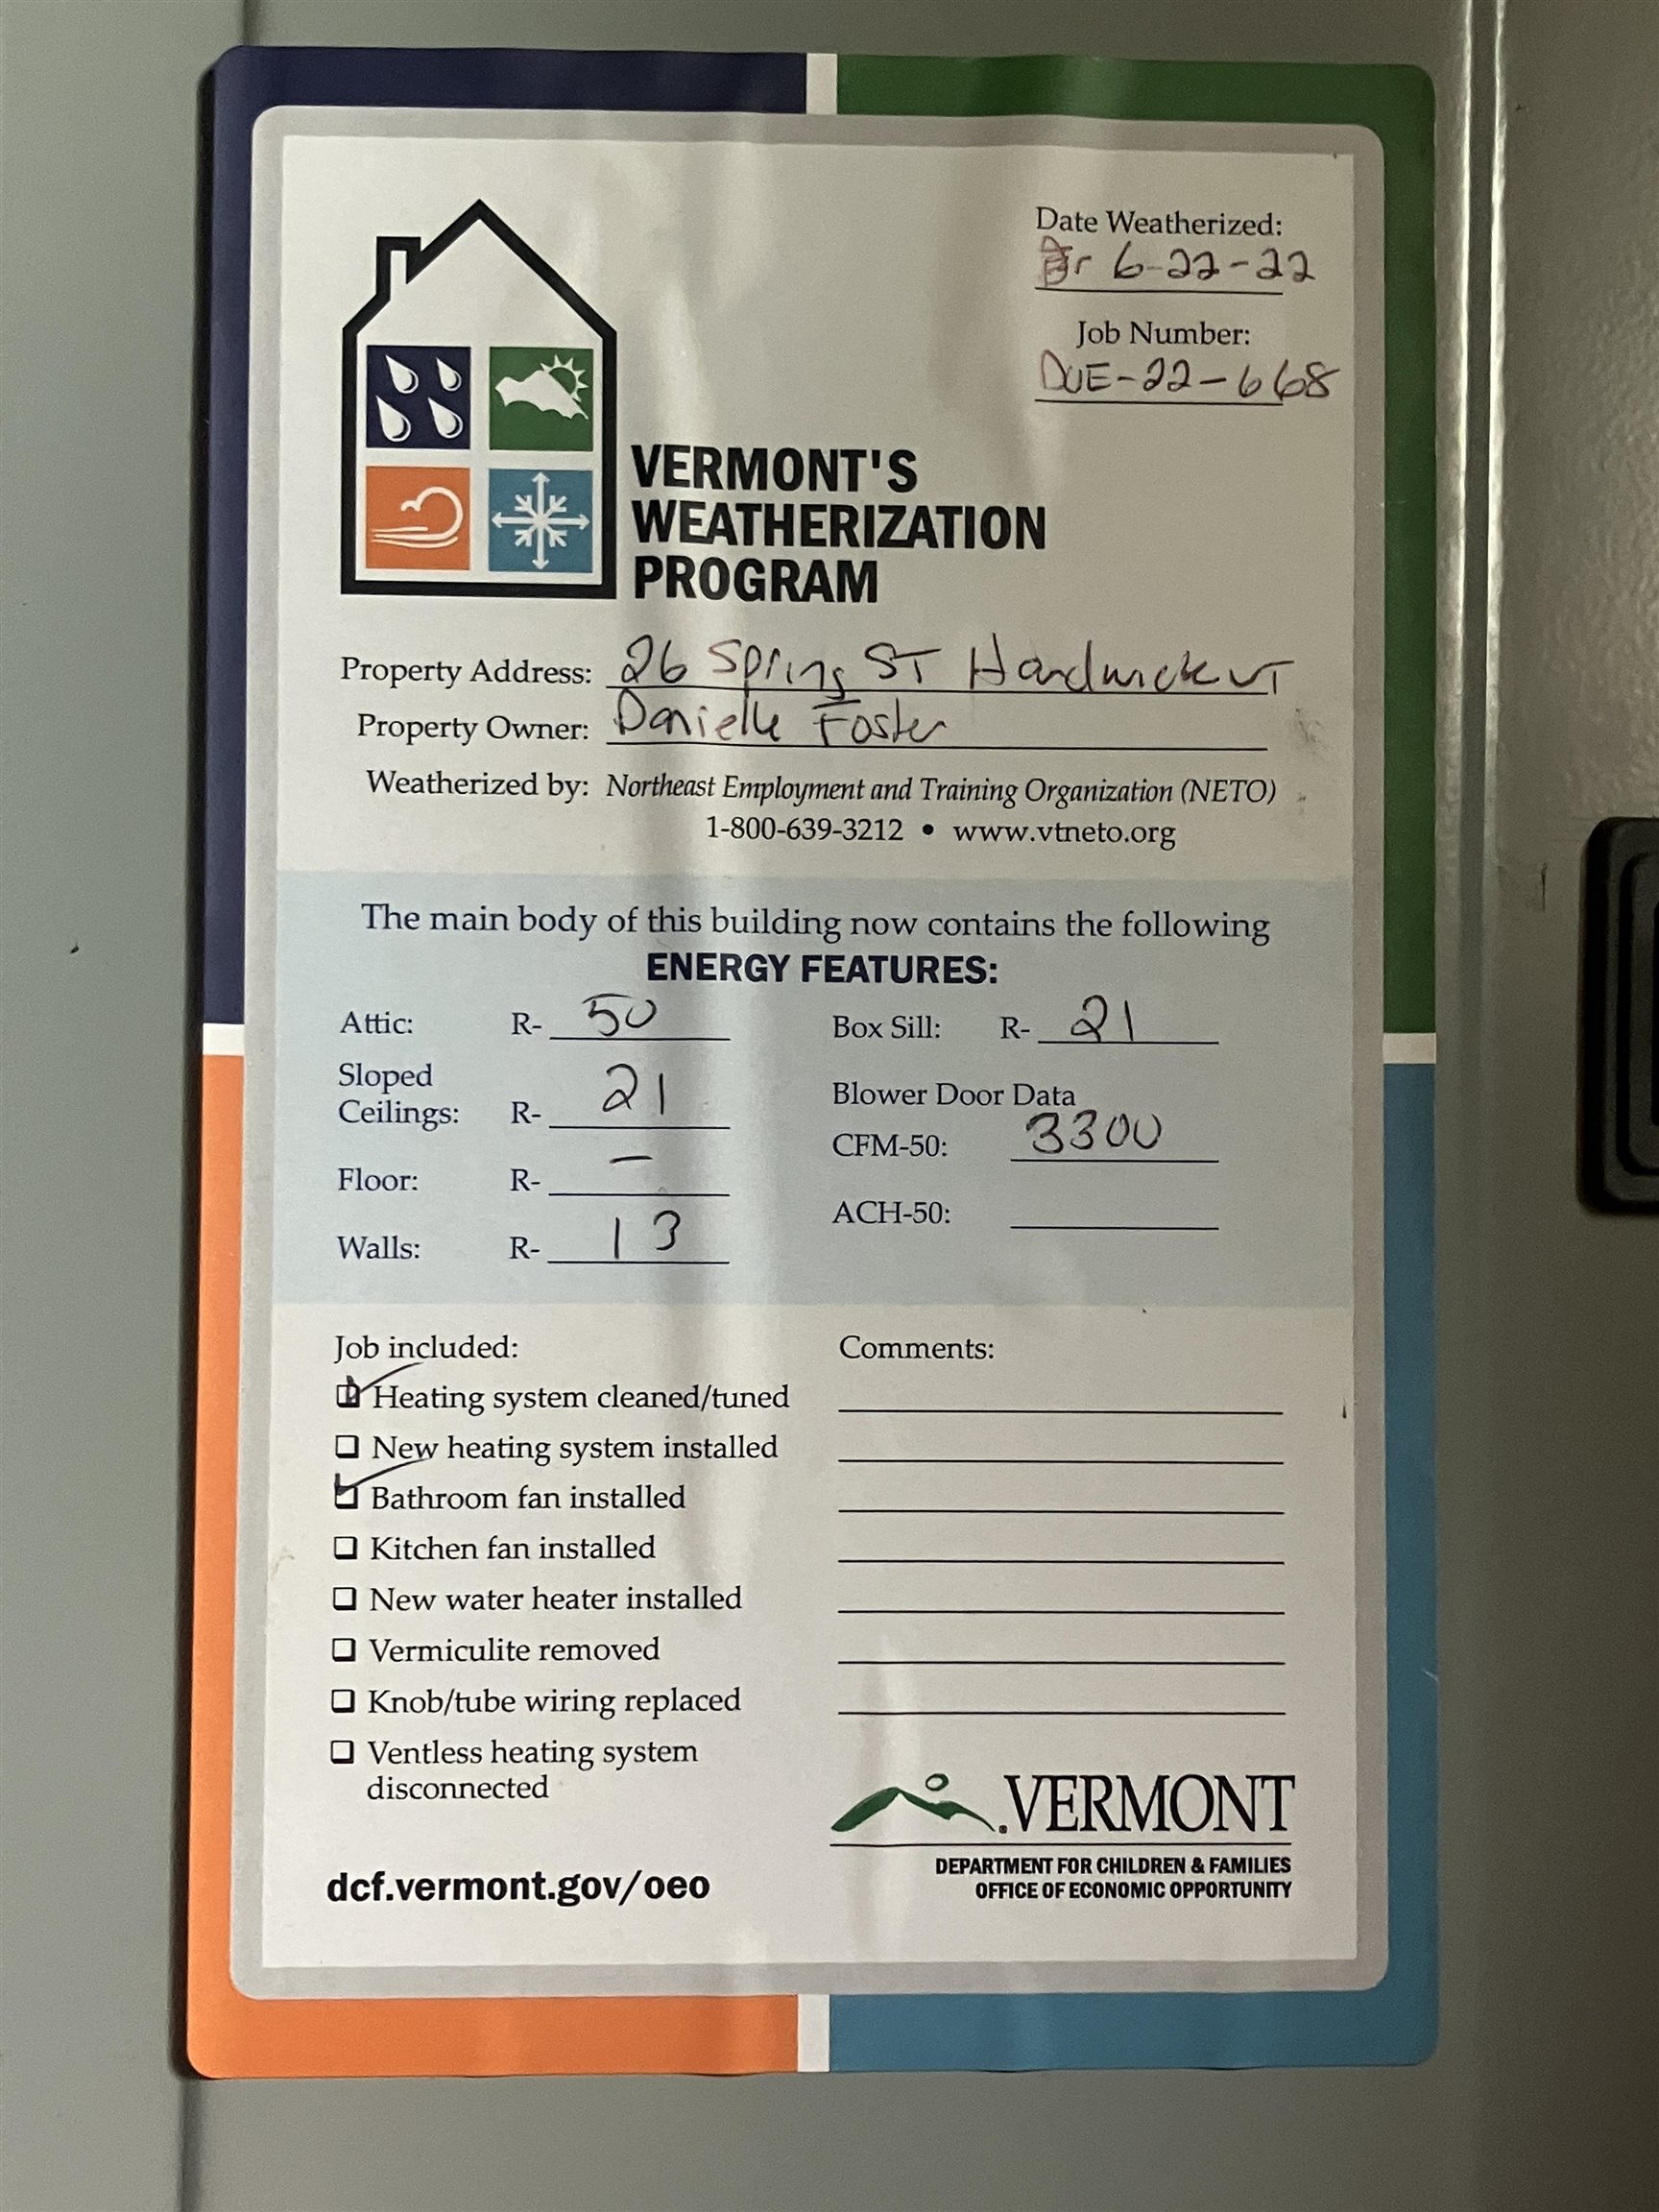 Date Weatherized:
6-22-22
Job Number:
DUE-22-668
VERMONT'S
WEATHERIZATION
PROGRAM
Property Address: 26 Spring ST Hardwick VT
Property Owner: Danielle Foster
Weatherized by: Northeast Employment and Training Organization (NETO)
1-800-639-3212 • www.vtneto.org
The main body of this building now contains the following
ENERGY FEATURES:
Attic: R- 50
Sloped
Ceilings: R- 21
Floor: R- —
Walls: R- 13
Box Sill: R- 21
Blower Door Data
CFM-50: 3300
ACH-50:
Job included:
Heating system cleaned/tuned
New heating system installed
Bathroom fan installed
Kitchen fan installed
New water heater installed
Vermiculite removed
Knob/tube wiring replaced
Ventless heating system
disconnected
Comments:
dcf.vermont.gov/oeo
VERMONT
DEPARTMENT FOR CHILDREN & FAMILIES
OFFICE OF ECONOMIC OPPORTUNITY